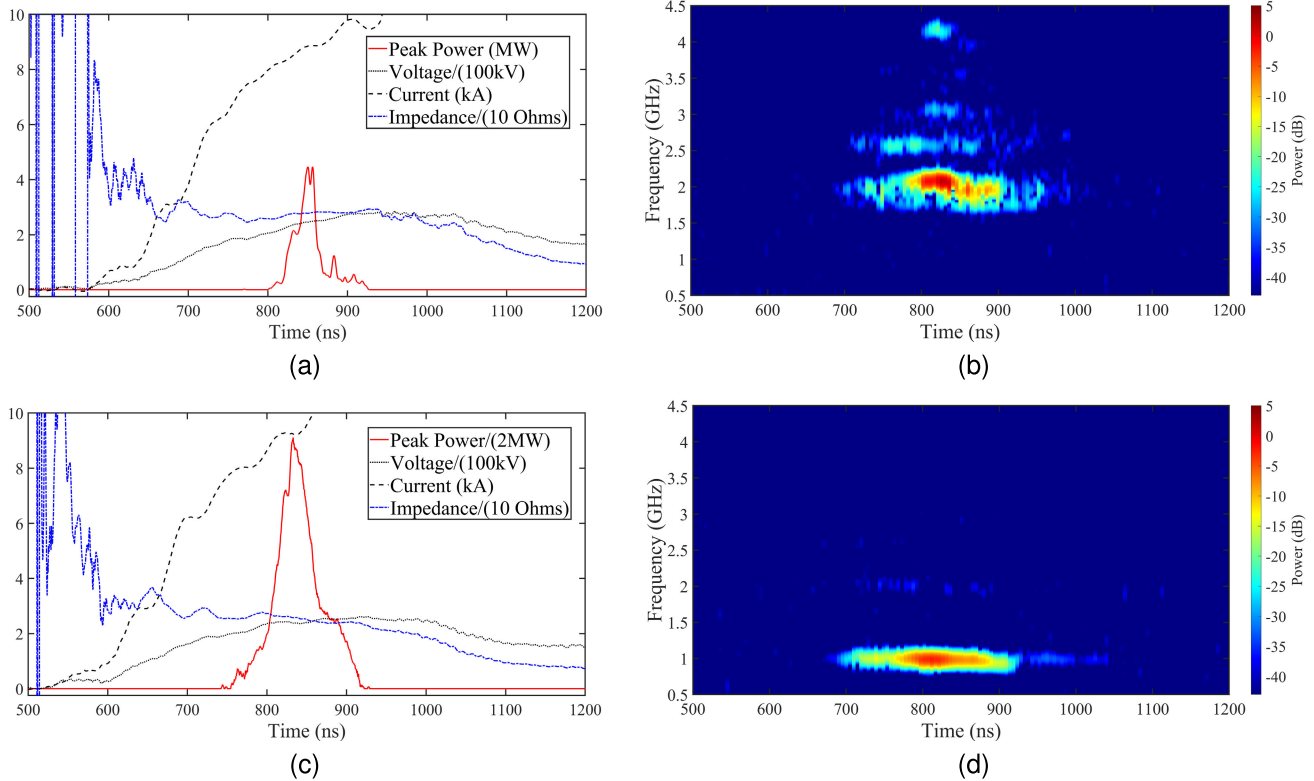 10
8
6
4
2
0
500 600 700 800 900 1000 1100 1200
Time (ns)
Peak Power (MW)
Voltage/(100kV)
Current (kA)
Impedance/(10 Ohms)
(a)
4.5
4
3.5
3
2.5
2
1.5
1
0.5
Frequency (GHz)
500 600 700 800 900 1000 1100 1200
Time (ns)
5
0
-5
-10
-15
-20
-25
-30
-35
-40
Power (dB)
(b)
10
8
6
4
2
0
500 600 700 800 900 1000 1100 1200
Time (ns)
Peak Power/(2MW)
Voltage/(100kV)
Current (kA)
Impedance/(10 Ohms)
(c)
4.5
4
3.5
3
2.5
2
1.5
1
0.5
Frequency (GHz)
500 600 700 800 900 1000 1100 1200
Time (ns)
5
0
-5
-10
-15
-20
-25
-30
-35
-40
Power (dB)
(d)